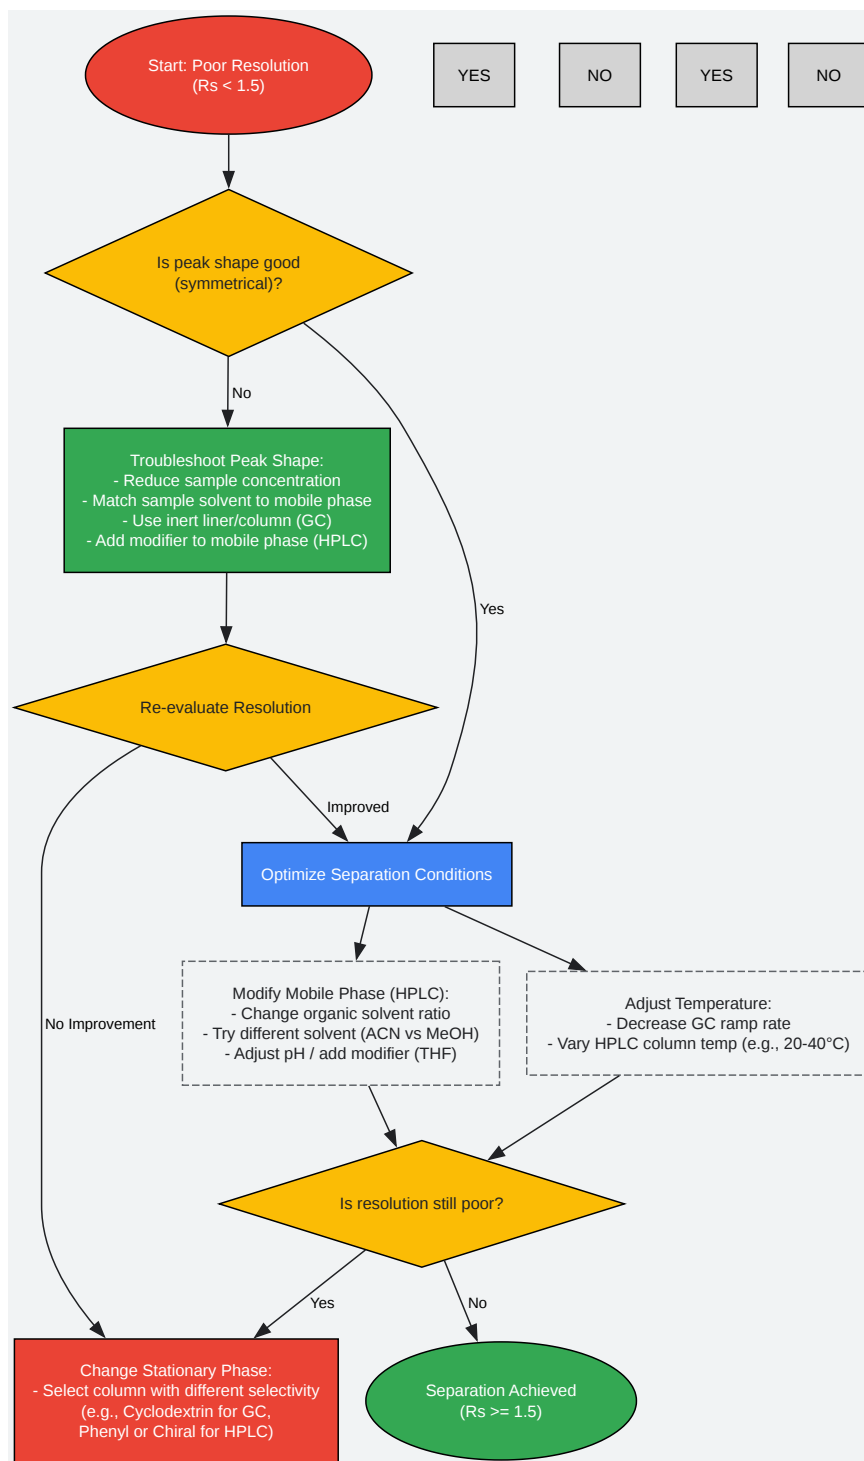 Start: Poor Resolution
(Rs < 1.5)
YES
NO
YES
NO
Is peak shape good
(symmetrical)?
No
Troubleshoot Peak Shape:
- Reduce sample concentration
- Match sample solvent to mobile phase
- Use inert liner/column (GC)
- Add modifier to mobile phase (HPLC)
Yes
Re-evaluate Resolution
Improved
Optimize Separation Conditions
No Improvement
Modify Mobile Phase (HPLC):
- Change organic solvent ratio
- Try different solvent (ACN vs MeOH)
- Adjust pH / add modifier (THF)
Adjust Temperature:
- Decrease GC ramp rate
- Vary HPLC column temp (e.g., 20-40°C)
Is resolution still poor?
Yes
No
Change Stationary Phase:
- Select column with different selectivity
(e.g., Cyclodextrin for GC,
Phenyl or Chiral for HPLC)
Separation Achieved
(Rs >= 1.5)